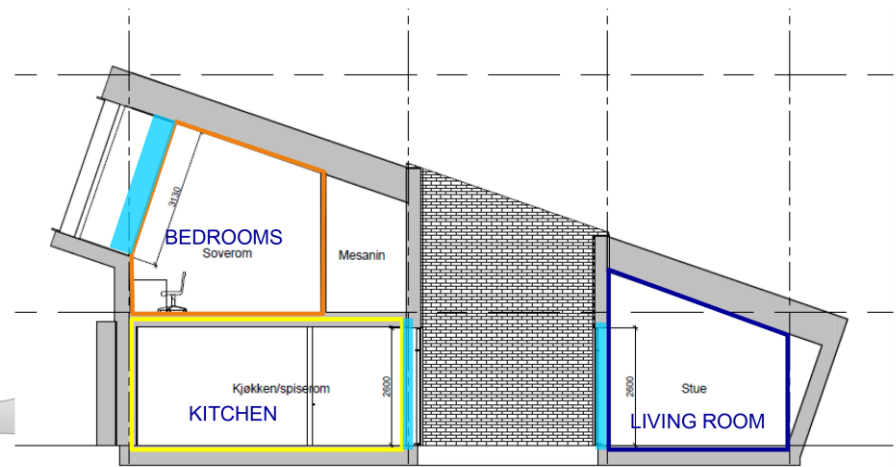 3130
BEDROOMS
Soverom
Mesanin
Kjøkken/spiserom
2600
KITCHEN
2600
Stue
LIVING ROOM